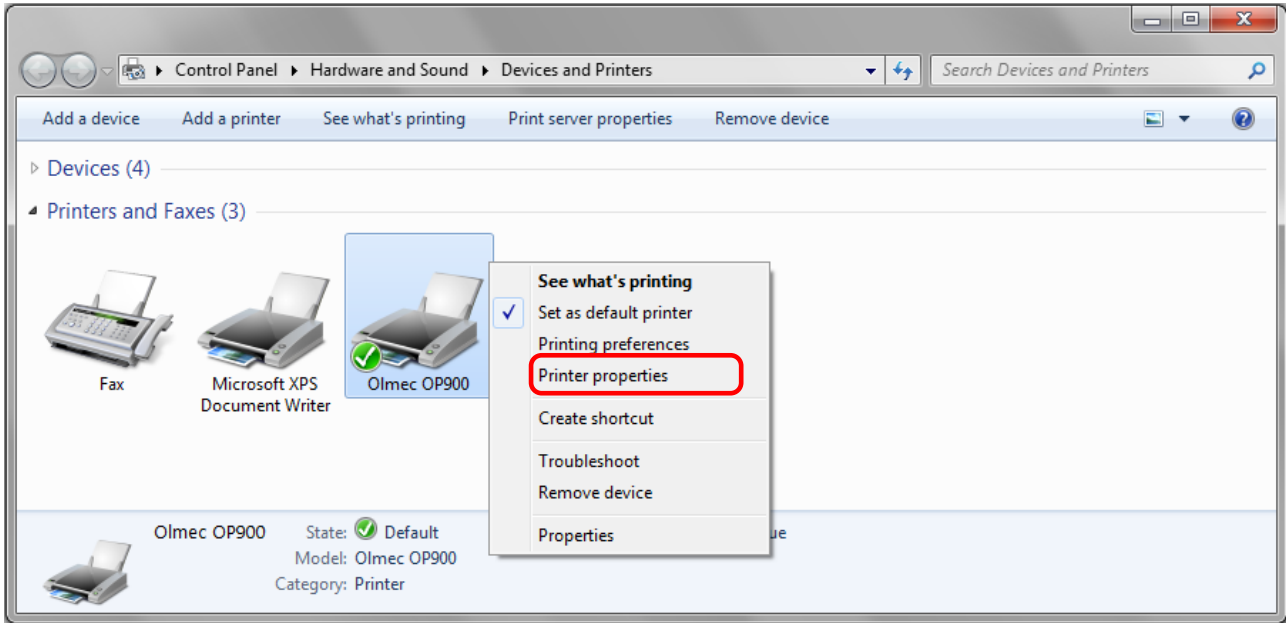 Control Panel ▸ Hardware and Sound ▸ Devices and Printers
Search Devices and Printers
Add a device Add a printer See what's printing Print server properties Remove device
Devices (4)
Printers and Faxes (3)
Fax
Microsoft XPS
Document Writer
Olmec OP900
See what's printing
Set as default printer
Printing preferences
Printer properties
Create shortcut
Troubleshoot
Remove device
Properties
Olmec OP900 State: Default
Model: Olmec OP900
Category: Printer